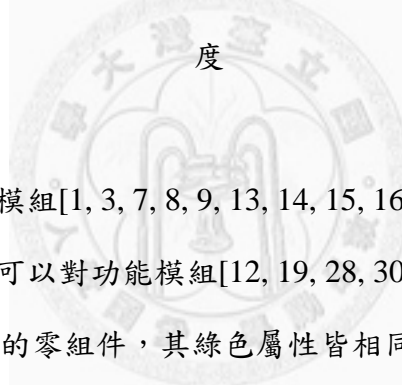 度
模組[1, 3, 7, 8, 9, 13, 14, 15, 16
可以對功能模組[12, 19, 28, 30
的零組件，其綠色屬性皆相同